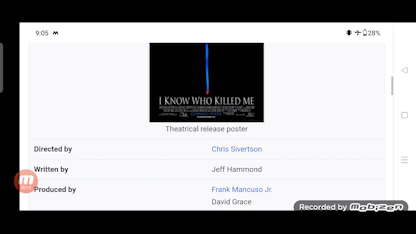 9:05 M
28%
I KNOW WHO KILLED ME
Theatrical release poster
Directed by Chris Sivertson
Written by Jeff Hammond
Produced by Frank Mancuso Jr.
David Grace
Recorded by Mobizen